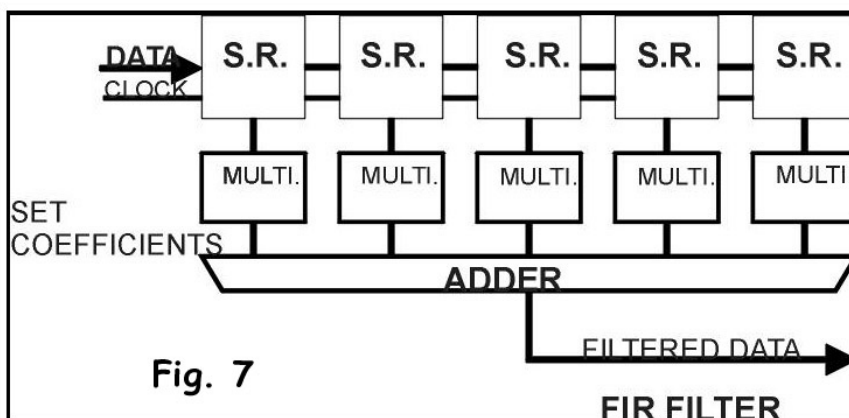 DATA S.R. S.R. S.R. S.R. S.R.
CLOCK
MULTI. MULTI. MULTI. MULTI. MULTI
SET
COEFFICIENTS
ADDER
FILTERED DATA
Fig. 7
FIR FILTER